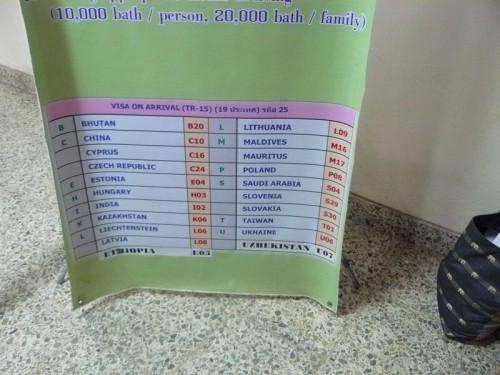 (10,000 bath / person, 20,000 bath / family)
VISA ON ARRIVAL (TR-15) (19 ประเทศ) รหัส 25
B BHUTAN B20 L LITHUANIA L09
C CHINA C10 M MALDIVES M16
CYPRUS C16 MAURITUS M17
CZECH REPUBLIC C24 P POLAND P08
E ESTONIA E04 S SAUDI ARABIA S04
H HUNGARY H03 SLOVENIA S29
I INDIA I02 SLOVAKIA S30
K KAZAKHSTAN K06 T TAIWAN T01
L LIECHTENSTEIN L06 U UKHAINE U06
LATVIA L08 UZBEKISTAN U07
ETHIOPIA E05